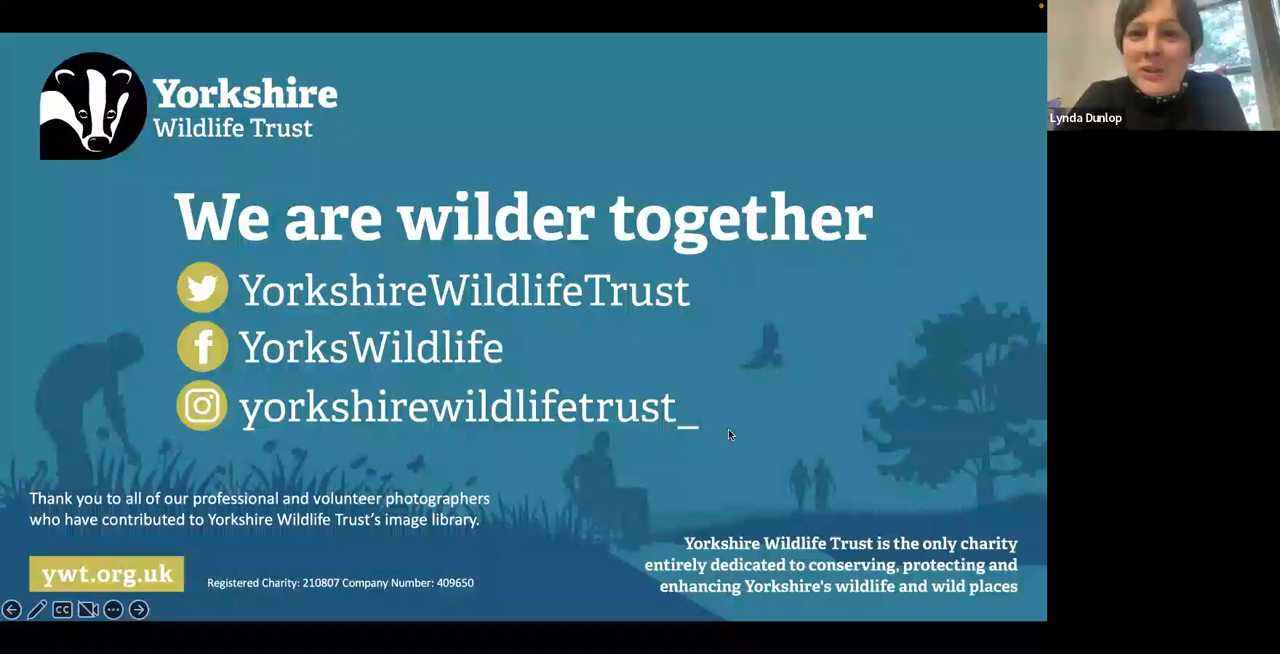 Yorkshire
Wildlife Trust
We are wilder together
YorkshireWildlifeTrust
YorksWildlife
yorkshirewildlifetrust_
Thank you to all of our professional and volunteer photographers
who have contributed to Yorkshire Wildlife Trust's image library.
ywt.org.uk
Registered Charity: 210807 Company Number: 409650
Yorkshire Wildlife Trust is the only charity
entirely dedicated to conserving, protecting and
enhancing Yorkshire's wildlife and wild places
CC
Lynda Dunlop